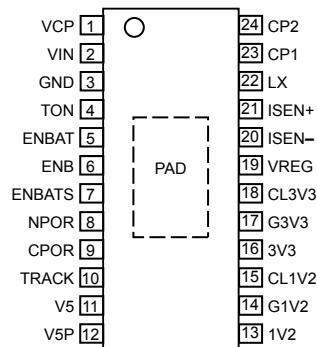 VCP 1 24 CP2
VIN 2 23 CP1
GND 3 22 LX
TON 4 21 ISEN+
ENBAT 5 20 ISEN–
ENB 6 PAD 19 VREG
ENBATS 7 18 CL3V3
NPOR 8 17 G3V3
CPOR 9 16 3V3
TRACK 10 15 CL1V2
V5 11 14 G1V2
V5P 12 13 1V2